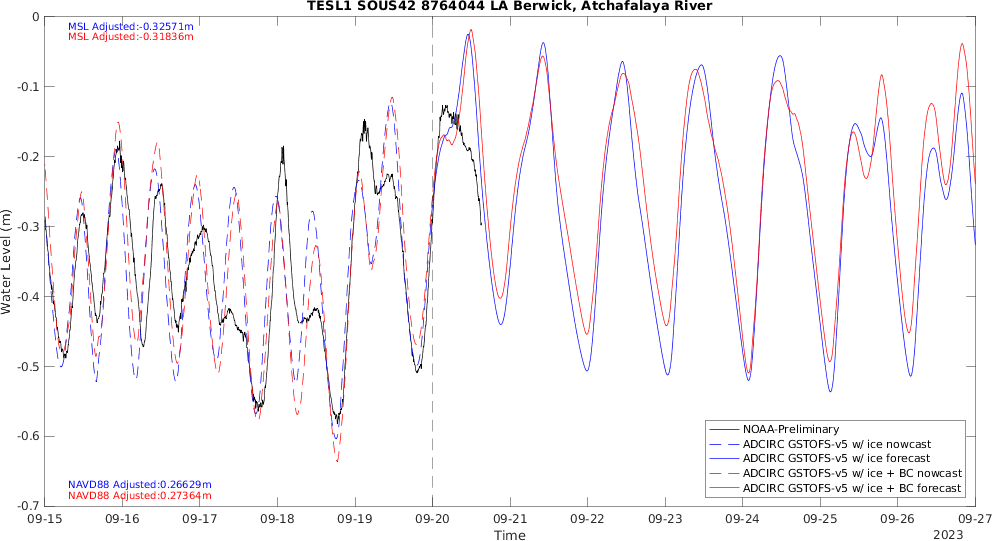 TESL1 SOUS42 8764044 LA Berwick, Atchafalaya River
MSL Adjusted:-0.32571m
MSL Adjusted:-0.31836m
0
-0.1
-0.2
-0.3
-0.4
-0.5
-0.6
-0.7
Water Level (m)
NAVD88 Adjusted:0.26629m
NAVD88 Adjusted:0.27364m
NOAA-Preliminary
ADCIRC GSTOFS-v5 w/ ice nowcast
ADCIRC GSTOFS-v5 w/ ice forecast
ADCIRC GSTOFS-v5 w/ ice + BC nowcast
ADCIRC GSTOFS-v5 w/ ice + BC forecast
09-15 09-16 09-17 09-18 09-19 09-20 09-21 09-22 09-23 09-24 09-25 09-26 09-27
Time
2023